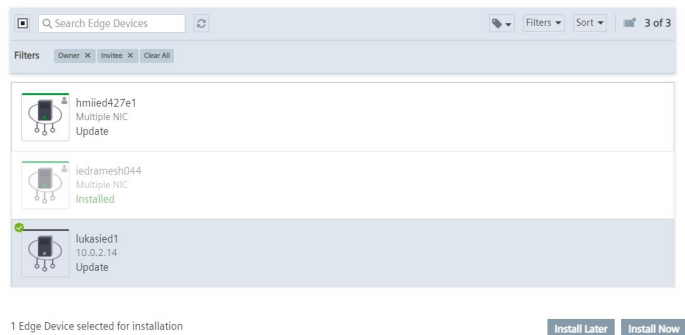 Search Edge Devices
Filters Sort 3 of 3
Filters Owner × Invitee × Clear All
hmiied427e1
Multiple NIC
Update
iedramesh044
Multiple NIC
Installed
lukasied1
10.0.2.14
Update
1 Edge Device selected for installation
Install Later Install Now